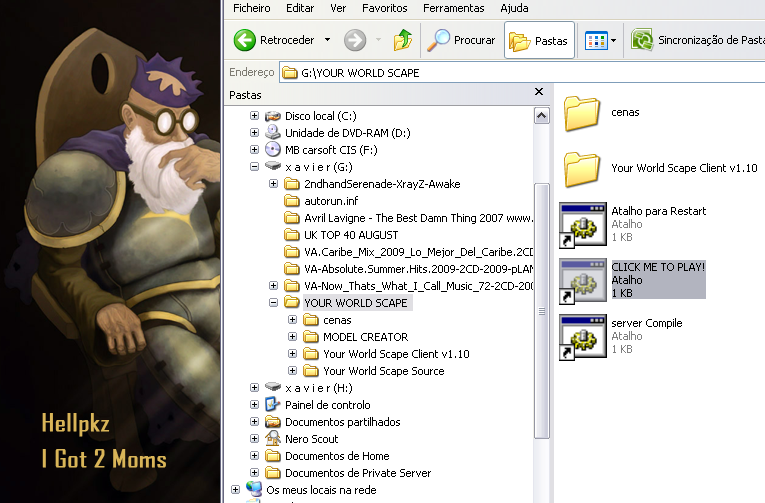 Ficheiro Editar Ver Favoritos Ferramentas Ajuda
Retroceder Procurar Pastas Sincronização de Pasta
Endereço G:\YOUR WORLD SCAPE
Pastas
Disco local (C:)
Unidade de DVD-RAM (D:)
MB carsoft CIS (F:)
x a v i e r (G:)
2ndhandSerenade-XrayZ-Awake
autorun.inf
Avril Lavigne - The Best Damn Thing 2007 www.
UK TOP 40 AUGUST
VA.Caribe_Mix_2009_Lo_Mejor_Del_Caribe.2CD
VA-Absolute.Summer.Hits.2009-2CD-2009-pLAN
VA-Now_Thats_What_I_Call_Music_72-2CD-200
YOUR WORLD SCAPE
cenas
MODEL CREATOR
Your World Scape Client v1.10
Your World Scape Source
x a v i e r (H:)
Painel de controlo
Documentos partilhados
Nero Scout
Documentos de Home
Documentos de Private Server
Os meus locais na rede
cenas
Your World Scape Client v1.10
Atalho para Restart
Atalho
1 KB
CLICK ME TO PLAY!
Atalho
1 KB
server Compile
Atalho
1 KB
Hellpkz
I Got 2 Moms